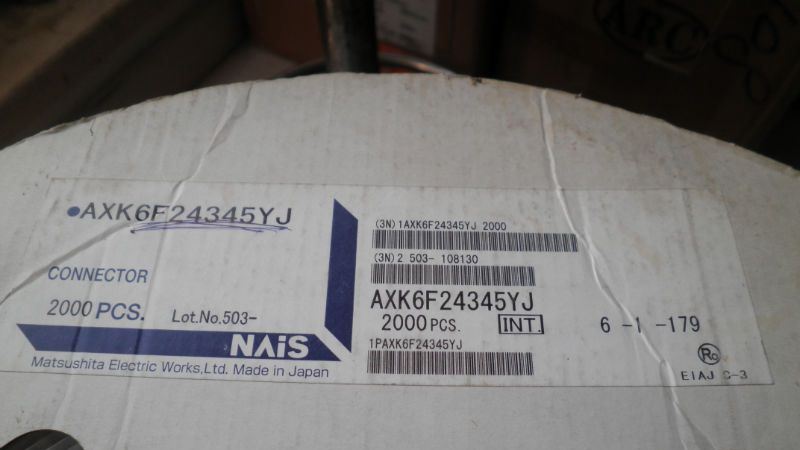 ARC
•AXK6F24345YJ
CONNECTOR
2000 PCS. Lot.No.503-
NAiS
Matsushita Electric Works,Ltd. Made in Japan
(3N)1AXK6F24345YJ 2000
(3N)2 503- 108130
AXK6F24345YJ
2000 PCS. INT. 6 -1 -179
1PAXK6F24345YJ
EIAJ C-3